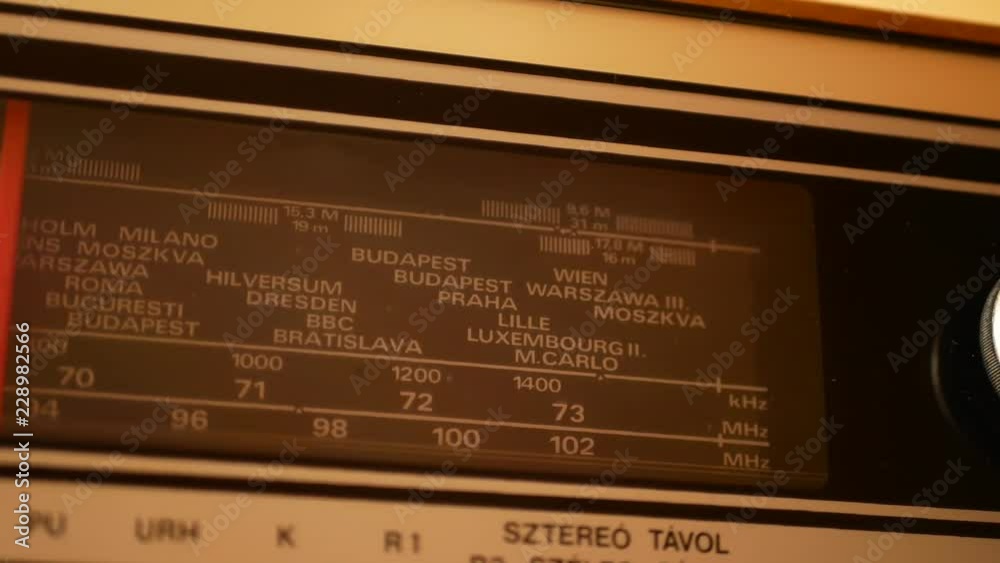 15,3 M 9,6 M
19 m 31 m
17,8 M
16 m
HOLM MILANO
NS MOSZKVA BUDAPEST
ARSZAWA HILVERSUM BUDAPEST WIEN
ROMA DRESDEN PRAHA WARSZAWA III.
BUCURESTI BBC LILLE MOSZKVA
BUDAPEST BRATISLAVA LUXEMBOURG II.
M.CARLO
1000 1200 1400 kHz
70 71 72 73 MHz
94 96 98 100 102 MHz
PU URH K R1 SZTEREÓ TÁVOL
Adobe Stock | #228982566